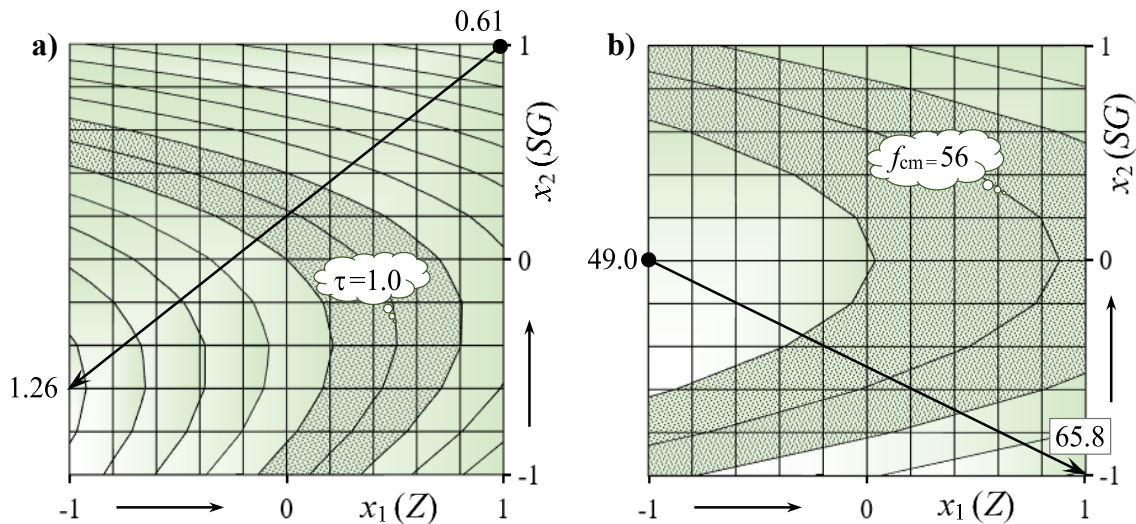 a)
0.61
1
x₂ (SG)
0
τ=1.0
1.26
-1
-1
0
x₁ (Z)
1
b)
1
x₂ (SG)
fcm = 56
49.0
0
65.8
-1
-1
0
x₁ (Z)
1